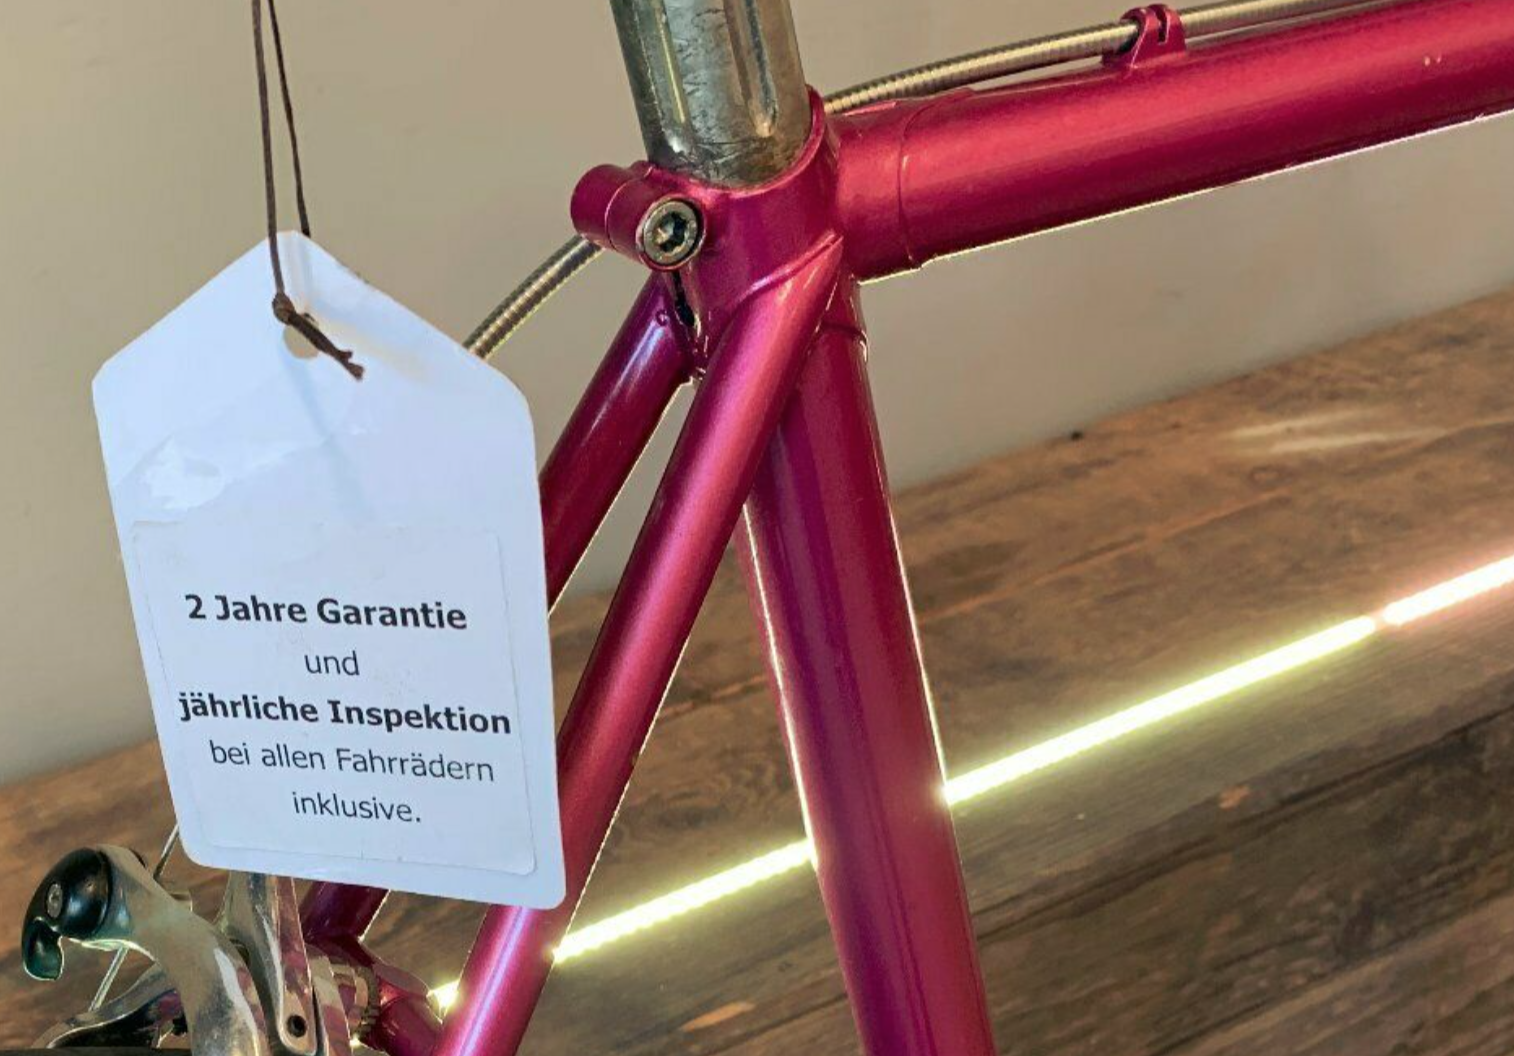 2 Jahre Garantie
und
jährliche Inspektion
bei allen Fahrrädern
inklusive.